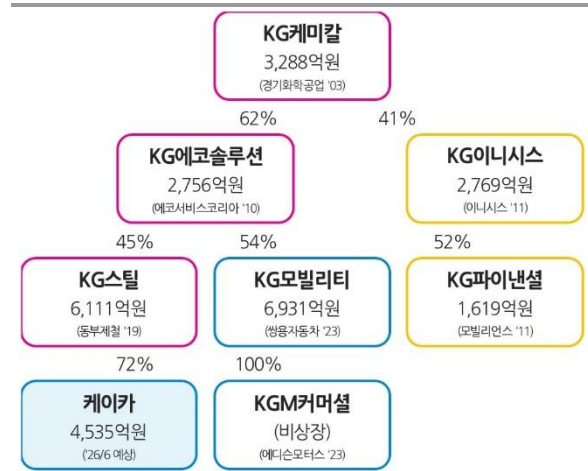 KG케미칼
3,288억원
(경기화학공업 '03)
62% 41%
KG에코솔루션
2,756억원
(에코서비스코리아 '10)
KG이니시스
2,769억원
(이니시스 '11)
45% 54% 52%
KG스틸
6,111억원
(동부제철 '19)
KG모빌리티
6,931억원
(쌍용자동차 '23)
KG파이낸셜
1,619억원
(모빌리언스 '11)
72% 100%
케이카
4,535억원
('26/6 예상)
KGM커머셜
(비상장)
(에디슨모터스 '23)